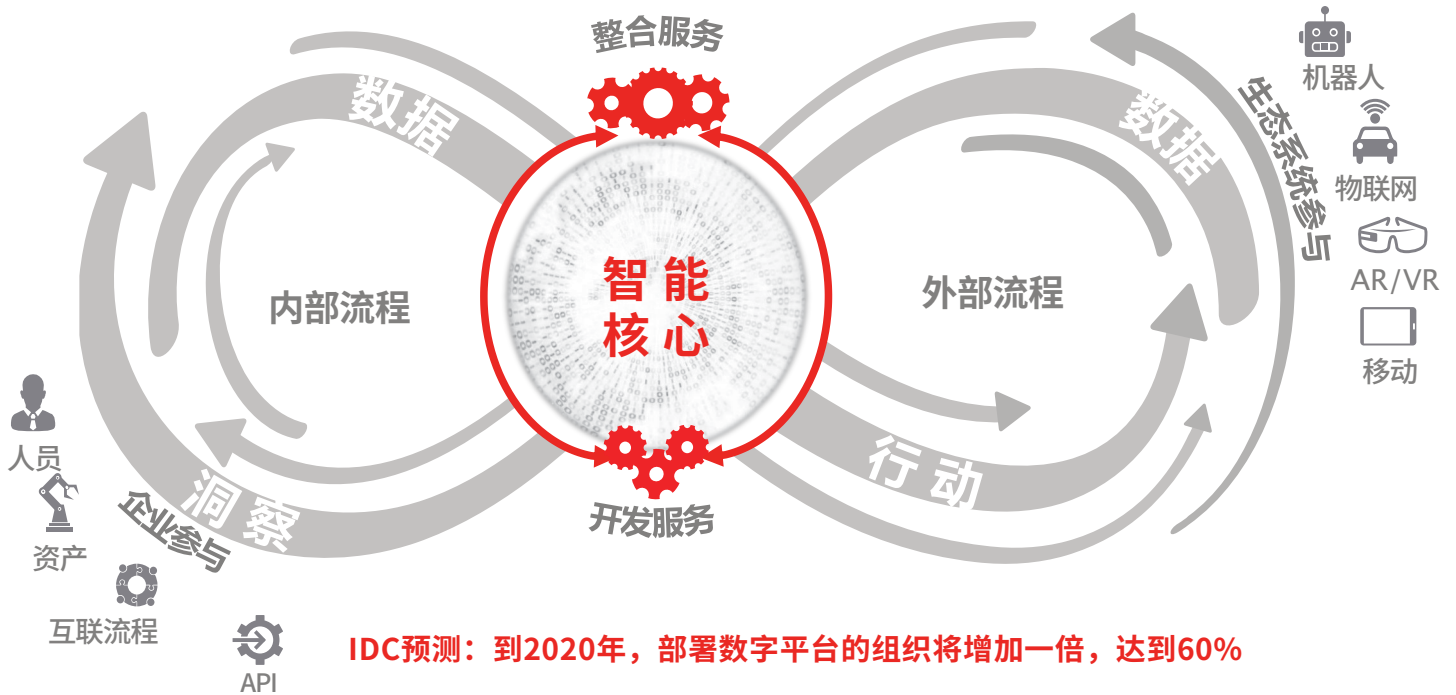 整合服务
数据
数据
生态系统参与
机器人
物联网
AR/VR
移动
内部流程
智能
核心
外部流程
人员
资产
互联流程
API
企业参与
洞察
行动
开发服务
IDC预测：到2020年，部署数字平台的组织将增加一倍，达到60%